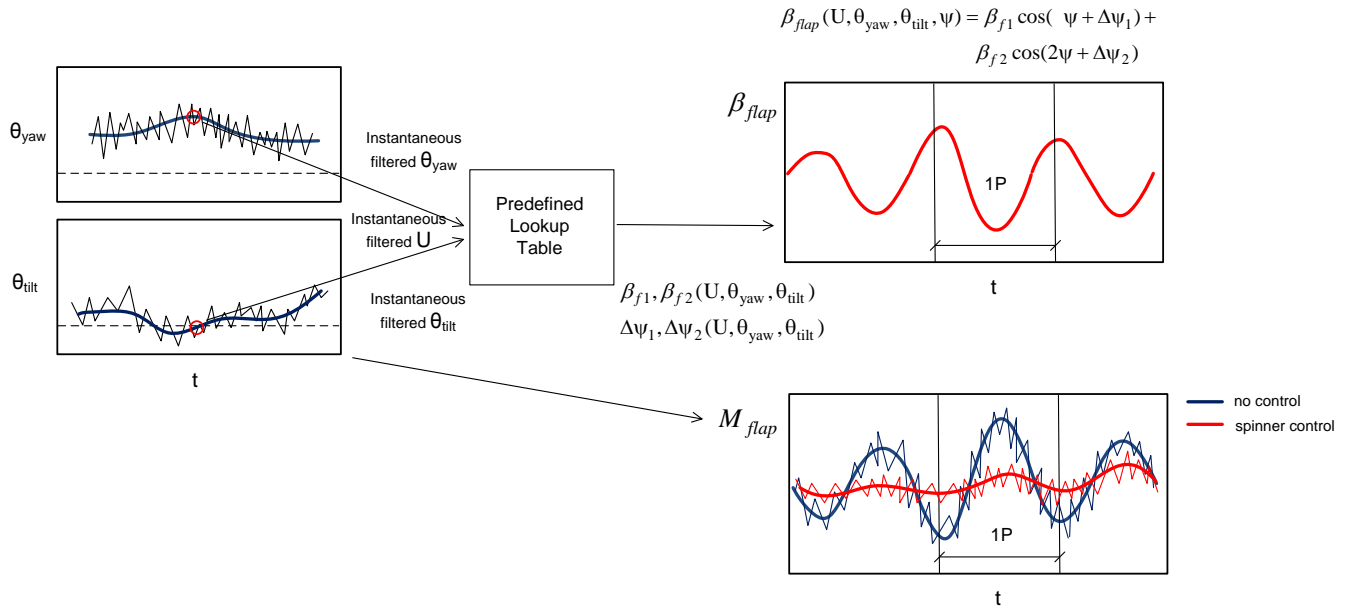 β_flap(U, θ_yaw, θ_tilt, ψ) = β_f1 cos( ψ + Δψ_1) +
β_f2 cos(2ψ + Δψ_2)
θ_yaw
Instantaneous
filtered θ_yaw
Instantaneous
filtered U
Predefined
Lookup
Table
β_flap
1P
t
θ_tilt
Instantaneous
filtered θ_tilt
t
β_f1, β_f2 (U, θ_yaw, θ_tilt)
Δψ_1, Δψ_2 (U, θ_yaw, θ_tilt)
M_flap
1P
t
no control
spinner control